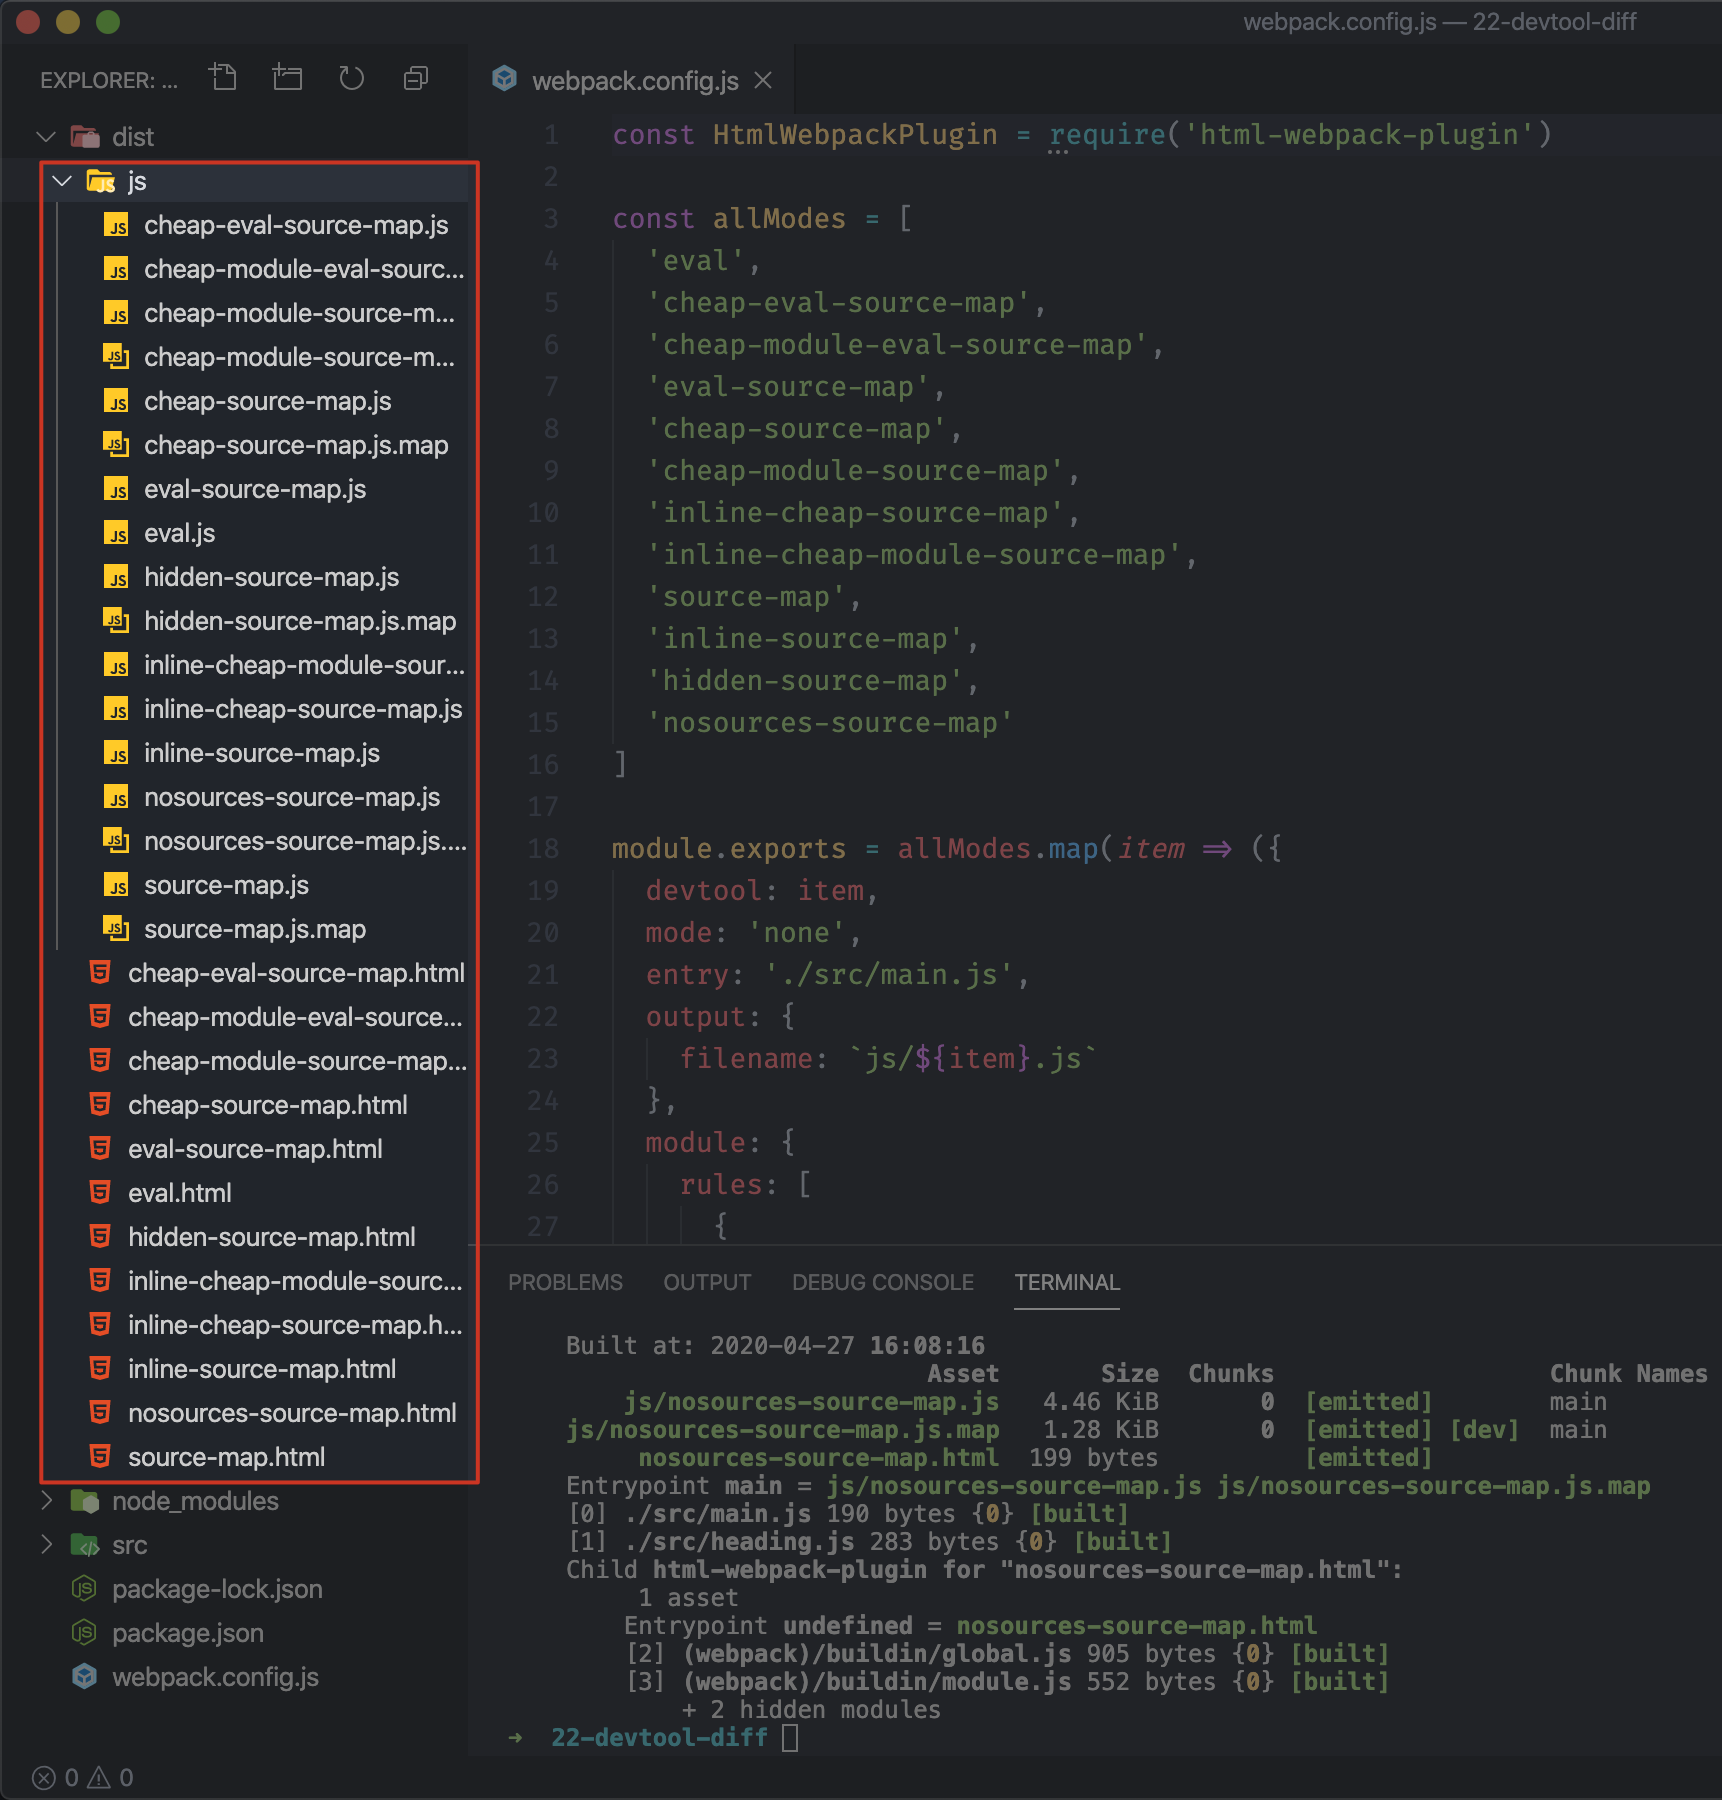 webpack.config.js — 22-devtool-diff
EXPLORER: ...
dist
js
cheap-eval-source-map.js
cheap-module-eval-sourc...
cheap-module-source-m...
cheap-module-source-m...
cheap-source-map.js
cheap-source-map.js.map
eval-source-map.js
eval.js
hidden-source-map.js
hidden-source-map.js.map
inline-cheap-module-sour...
inline-cheap-source-map.js
inline-source-map.js
nosources-source-map.js
nosources-source-map.js....
source-map.js
source-map.js.map
cheap-eval-source-map.html
cheap-module-eval-source...
cheap-module-source-map...
cheap-source-map.html
eval-source-map.html
eval.html
hidden-source-map.html
inline-cheap-module-sourc...
inline-cheap-source-map.h...
inline-source-map.html
nosources-source-map.html
source-map.html
node_modules
src
package-lock.json
package.json
webpack.config.js
0 0
webpack.config.js
1 const HtmlWebpackPlugin = require('html-webpack-plugin')
2
3 const allModes = [
4 'eval',
5 'cheap-eval-source-map',
6 'cheap-module-eval-source-map',
7 'eval-source-map',
8 'cheap-source-map',
9 'cheap-module-source-map',
10 'inline-cheap-source-map',
11 'inline-cheap-module-source-map',
12 'source-map',
13 'inline-source-map',
14 'hidden-source-map',
15 'nosources-source-map'
16 ]
17
18 module.exports = allModes.map(item => ({
19 devtool: item,
20 mode: 'none',
21 entry: './src/main.js',
22 output: {
23 filename: `js/${item}.js`
24 },
25 module: {
26 rules: [
27 {
PROBLEMS OUTPUT DEBUG CONSOLE TERMINAL
Built at: 2020-04-27 16:08:16
Asset Size Chunks Chunk Names
js/nosources-source-map.js 4.46 KiB 0 [emitted] main
js/nosources-source-map.js.map 1.28 KiB 0 [emitted] [dev] main
nosources-source-map.html 199 bytes [emitted]
Entrypoint main = js/nosources-source-map.js js/nosources-source-map.js.map
[0] ./src/main.js 190 bytes {0} [built]
[1] ./src/heading.js 283 bytes {0} [built]
Child html-webpack-plugin for "nosources-source-map.html":
1 asset
Entrypoint undefined = nosources-source-map.html
[2] (webpack)/buildin/global.js 905 bytes {0} [built]
[3] (webpack)/buildin/module.js 552 bytes {0} [built]
+ 2 hidden modules
➜ 22-devtool-diff